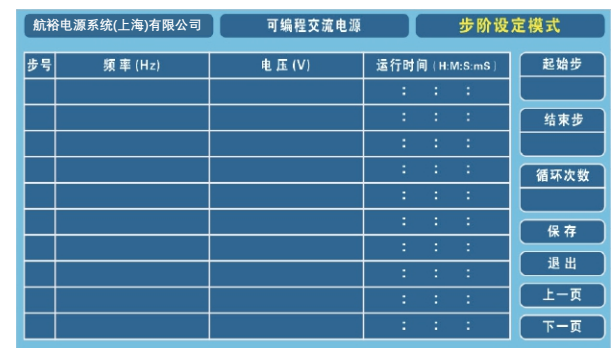 航裕电源系统(上海)有限公司 可编程交流电源 步阶设定模式
步号 频率(Hz) 电压(V) 运行时间(H:M:S:mS) 起始步
: : :
: : : 结束步
: : :
: : : 循环次数
: : :
: : : 保存
: : : 退出
: : :
: : : 上一页
: : : 下一页